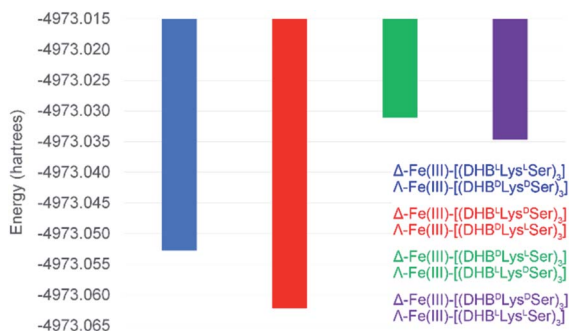 -4973.015
-4973.020
-4973.025
-4973.030
-4973.035
-4973.040
-4973.045
-4973.050
-4973.055
-4973.060
-4973.065
Energy (hartrees)
Δ-Fe(III)-[(DHBᴸLysᴸSer)₃]
Λ-Fe(III)-[(DHBᴰLysᴰSer)₃]
Δ-Fe(III)-[(DHBᴸLysᴰSer)₃]
Λ-Fe(III)-[(DHBᴰLysᴸSer)₃]
Δ-Fe(III)-[(DHBᴰLysᴸSer)₃]
Λ-Fe(III)-[(DHBᴸLysᴰSer)₃]
Δ-Fe(III)-[(DHBᴰLysᴰSer)₃]
Λ-Fe(III)-[(DHBᴸLysᴸSer)₃]